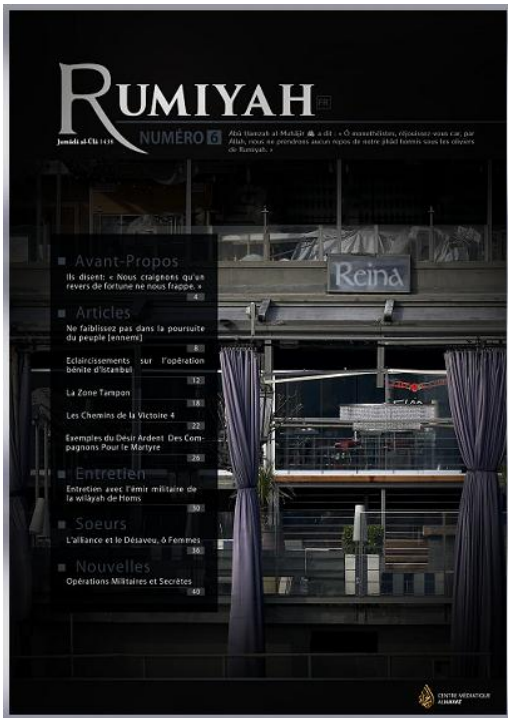 RUMIYAH FR
Jumâdâ al-Ûlâ 1438
NUMÉRO 6
Abû Hamzah al-Muhâjir a dit : « Ô monothéistes, réjouissez-vous car, par
Allah, nous ne prendrons aucun repos de notre jihâd hormis sous les oliviers
de Rumiyah. »
Reina
Avant-Propos
Ils disent: « Nous craignons qu'un
revers de fortune ne nous frappe. »
4
Articles
Ne faiblissez pas dans la poursuite
du peuple [ennemi]
8
Eclaircissements sur l'opération
bénite d'Istanbul
12
La Zone Tampon
18
Les Chemins de la Victoire 4
22
Exemples du Désir Ardent Des Com-
pagnons Pour le Martyre
26
Entretien
Entretien avec l'émir militaire de
la wilâyah de Homs
30
Soeurs
L'alliance et le Désaveu, ô Femmes
36
Nouvelles
Opérations Militaires et Secrètes
40
CENTRE MÉDIATIQUE
ALHAYAT